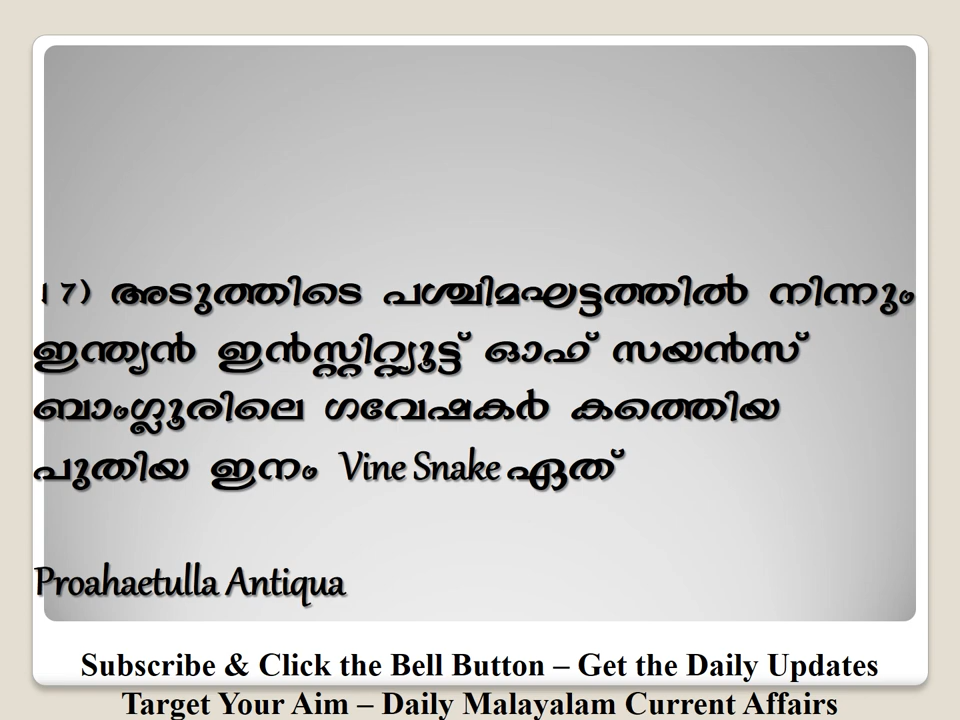 17) അടുത്തിടെ പശ്ചിമഘട്ടത്തിൽ നിന്നും
ഇന്ത്യൻ ഇൻസ്റ്റിറ്റ്യൂട്ട് ഓഫ് സയൻസ്
ബാംഗ്ലൂരിലെ ഗവേഷകർ കത്തെിയ
പുതിയ ഇനം Vine Snake ഏത്
Proahaetulla Antiqua
Subscribe & Click the Bell Button – Get the Daily Updates
Target Your Aim – Daily Malayalam Current Affairs